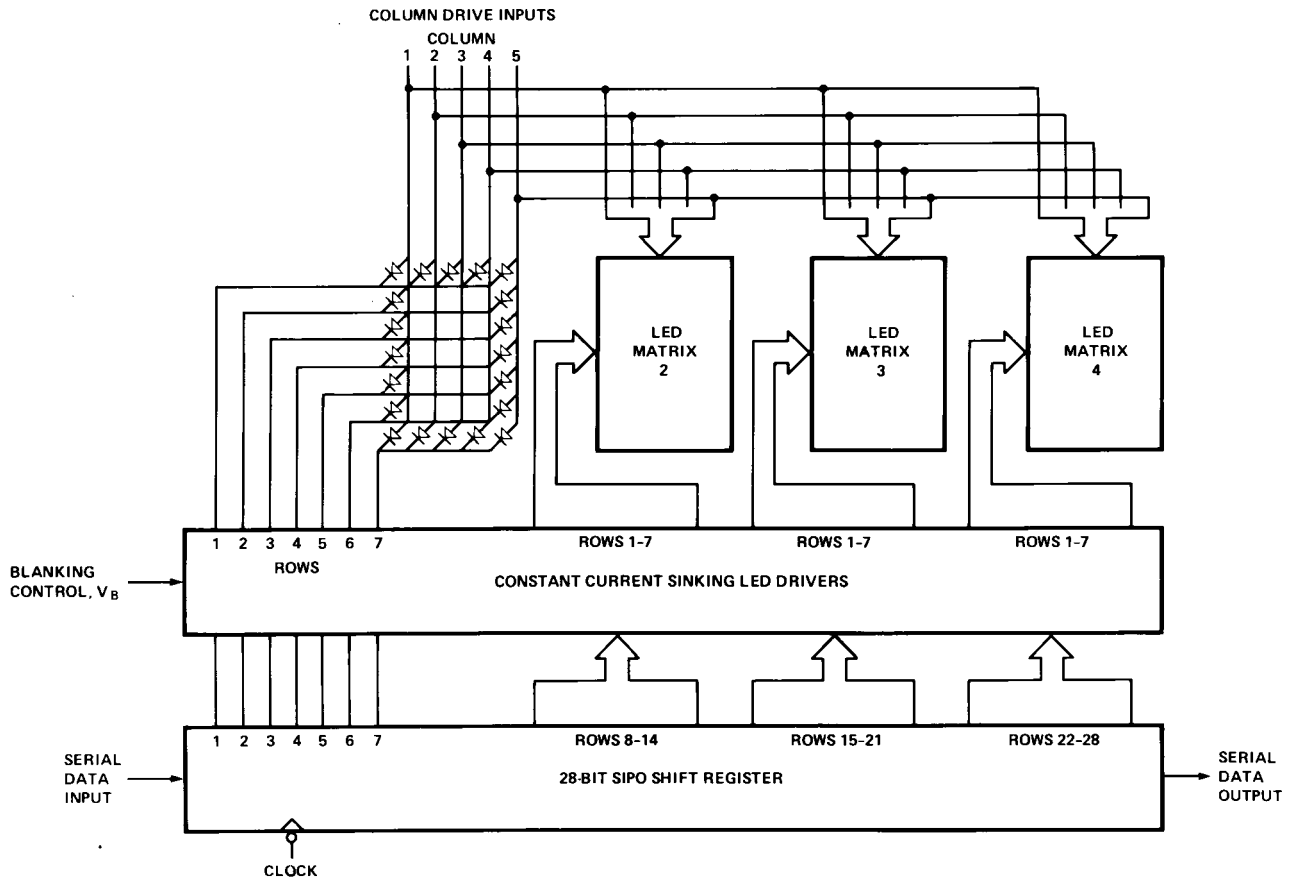 COLUMN DRIVE INPUTS
COLUMN
1 2 3 4 5
LED
MATRIX
2
LED
MATRIX
3
LED
MATRIX
4
1 2 3 4 5 6 7
ROWS
ROWS 1–7
ROWS 1–7
ROWS 1–7
BLANKING
CONTROL, VB
CONSTANT CURRENT SINKING LED DRIVERS
1 2 3 4 5 6 7
ROWS 8–14
ROWS 15–21
ROWS 22–28
SERIAL
DATA
INPUT
28-BIT SIPO SHIFT REGISTER
SERIAL
DATA
OUTPUT
CLOCK